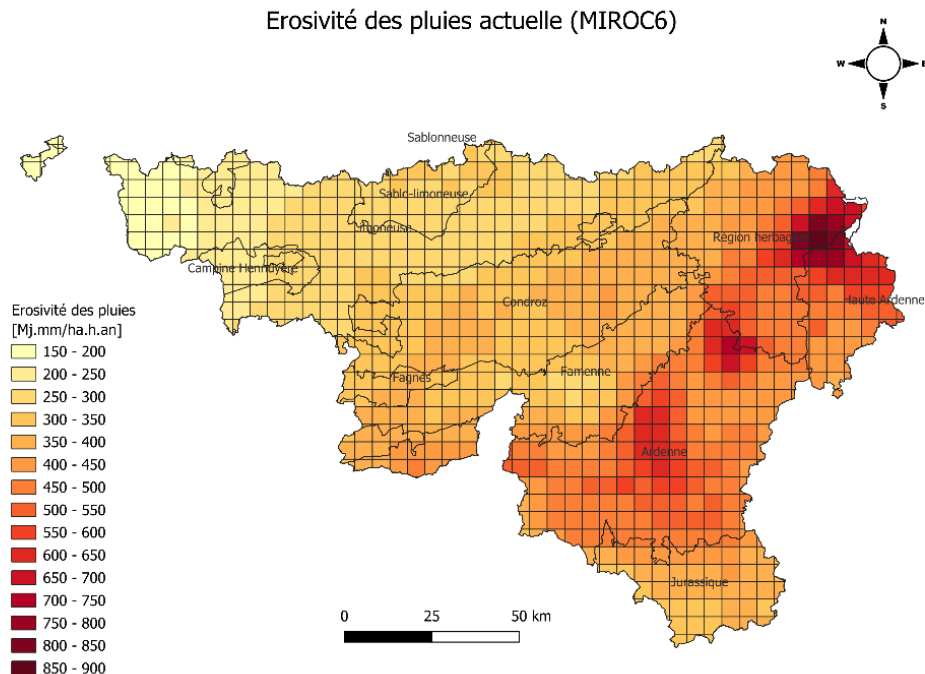 Erosivité des pluies actuelle (MIROC6)
N
W
E
S
Sablonneuse
Sablo-limoneuse
limoneuse
Région herbag
Campine Hennuyère
Condroz
Haute Ardenne
Fagnes
Famenne
Ardenne
Jurassique
Erosivité des pluies
[Mj.mm/ha.h.an]
150 - 200
200 - 250
250 - 300
300 - 350
350 - 400
400 - 450
450 - 500
500 - 550
550 - 600
600 - 650
650 - 700
700 - 750
750 - 800
800 - 850
850 - 900
0 25 50 km